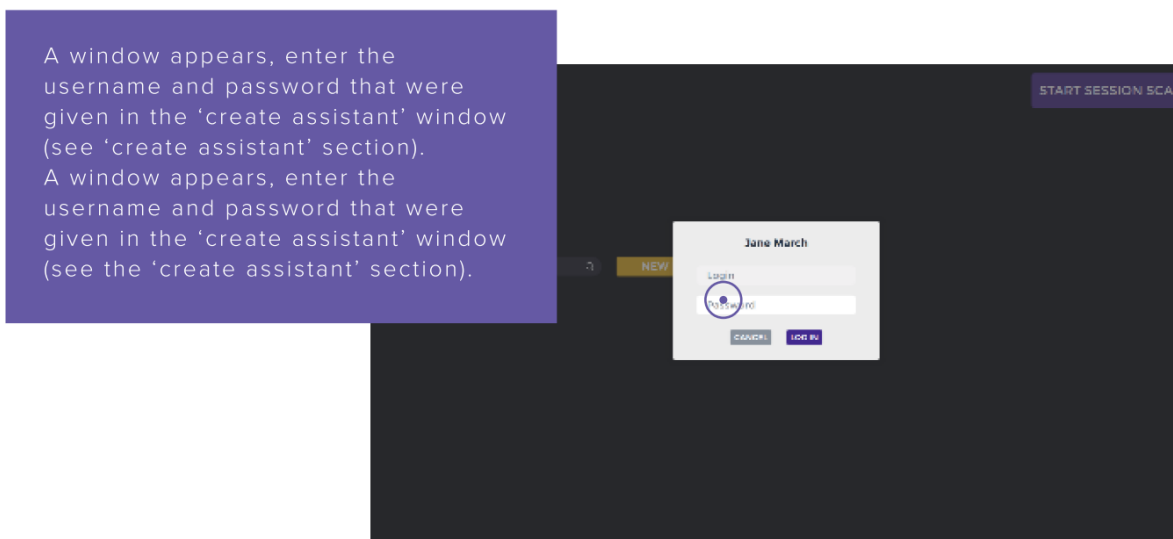 A window appears, enter the
username and password that were
given in the ‘create assistant’ window
(see ‘create assistant’ section).
A window appears, enter the
username and password that were
given in the ‘create assistant’ window
(see the ‘create assistant’ section).
START SESSION SCA
Jane March
NEW
Login
Password
CANCEL LOG IN